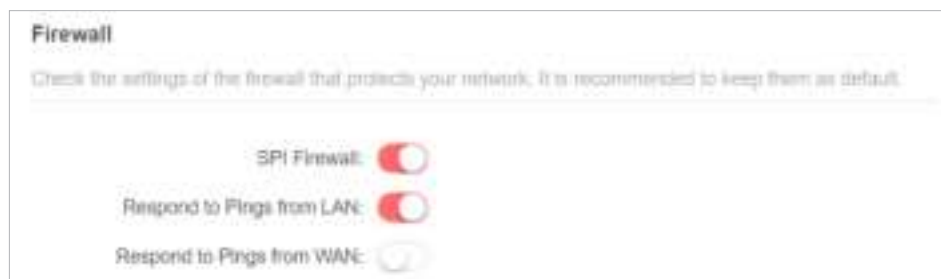 Firewall
Check the settings of the firewall that protects your network. It is recommended to keep them as default.
SPI Firewall:
Respond to Pings from LAN:
Respond to Pings from WAN: